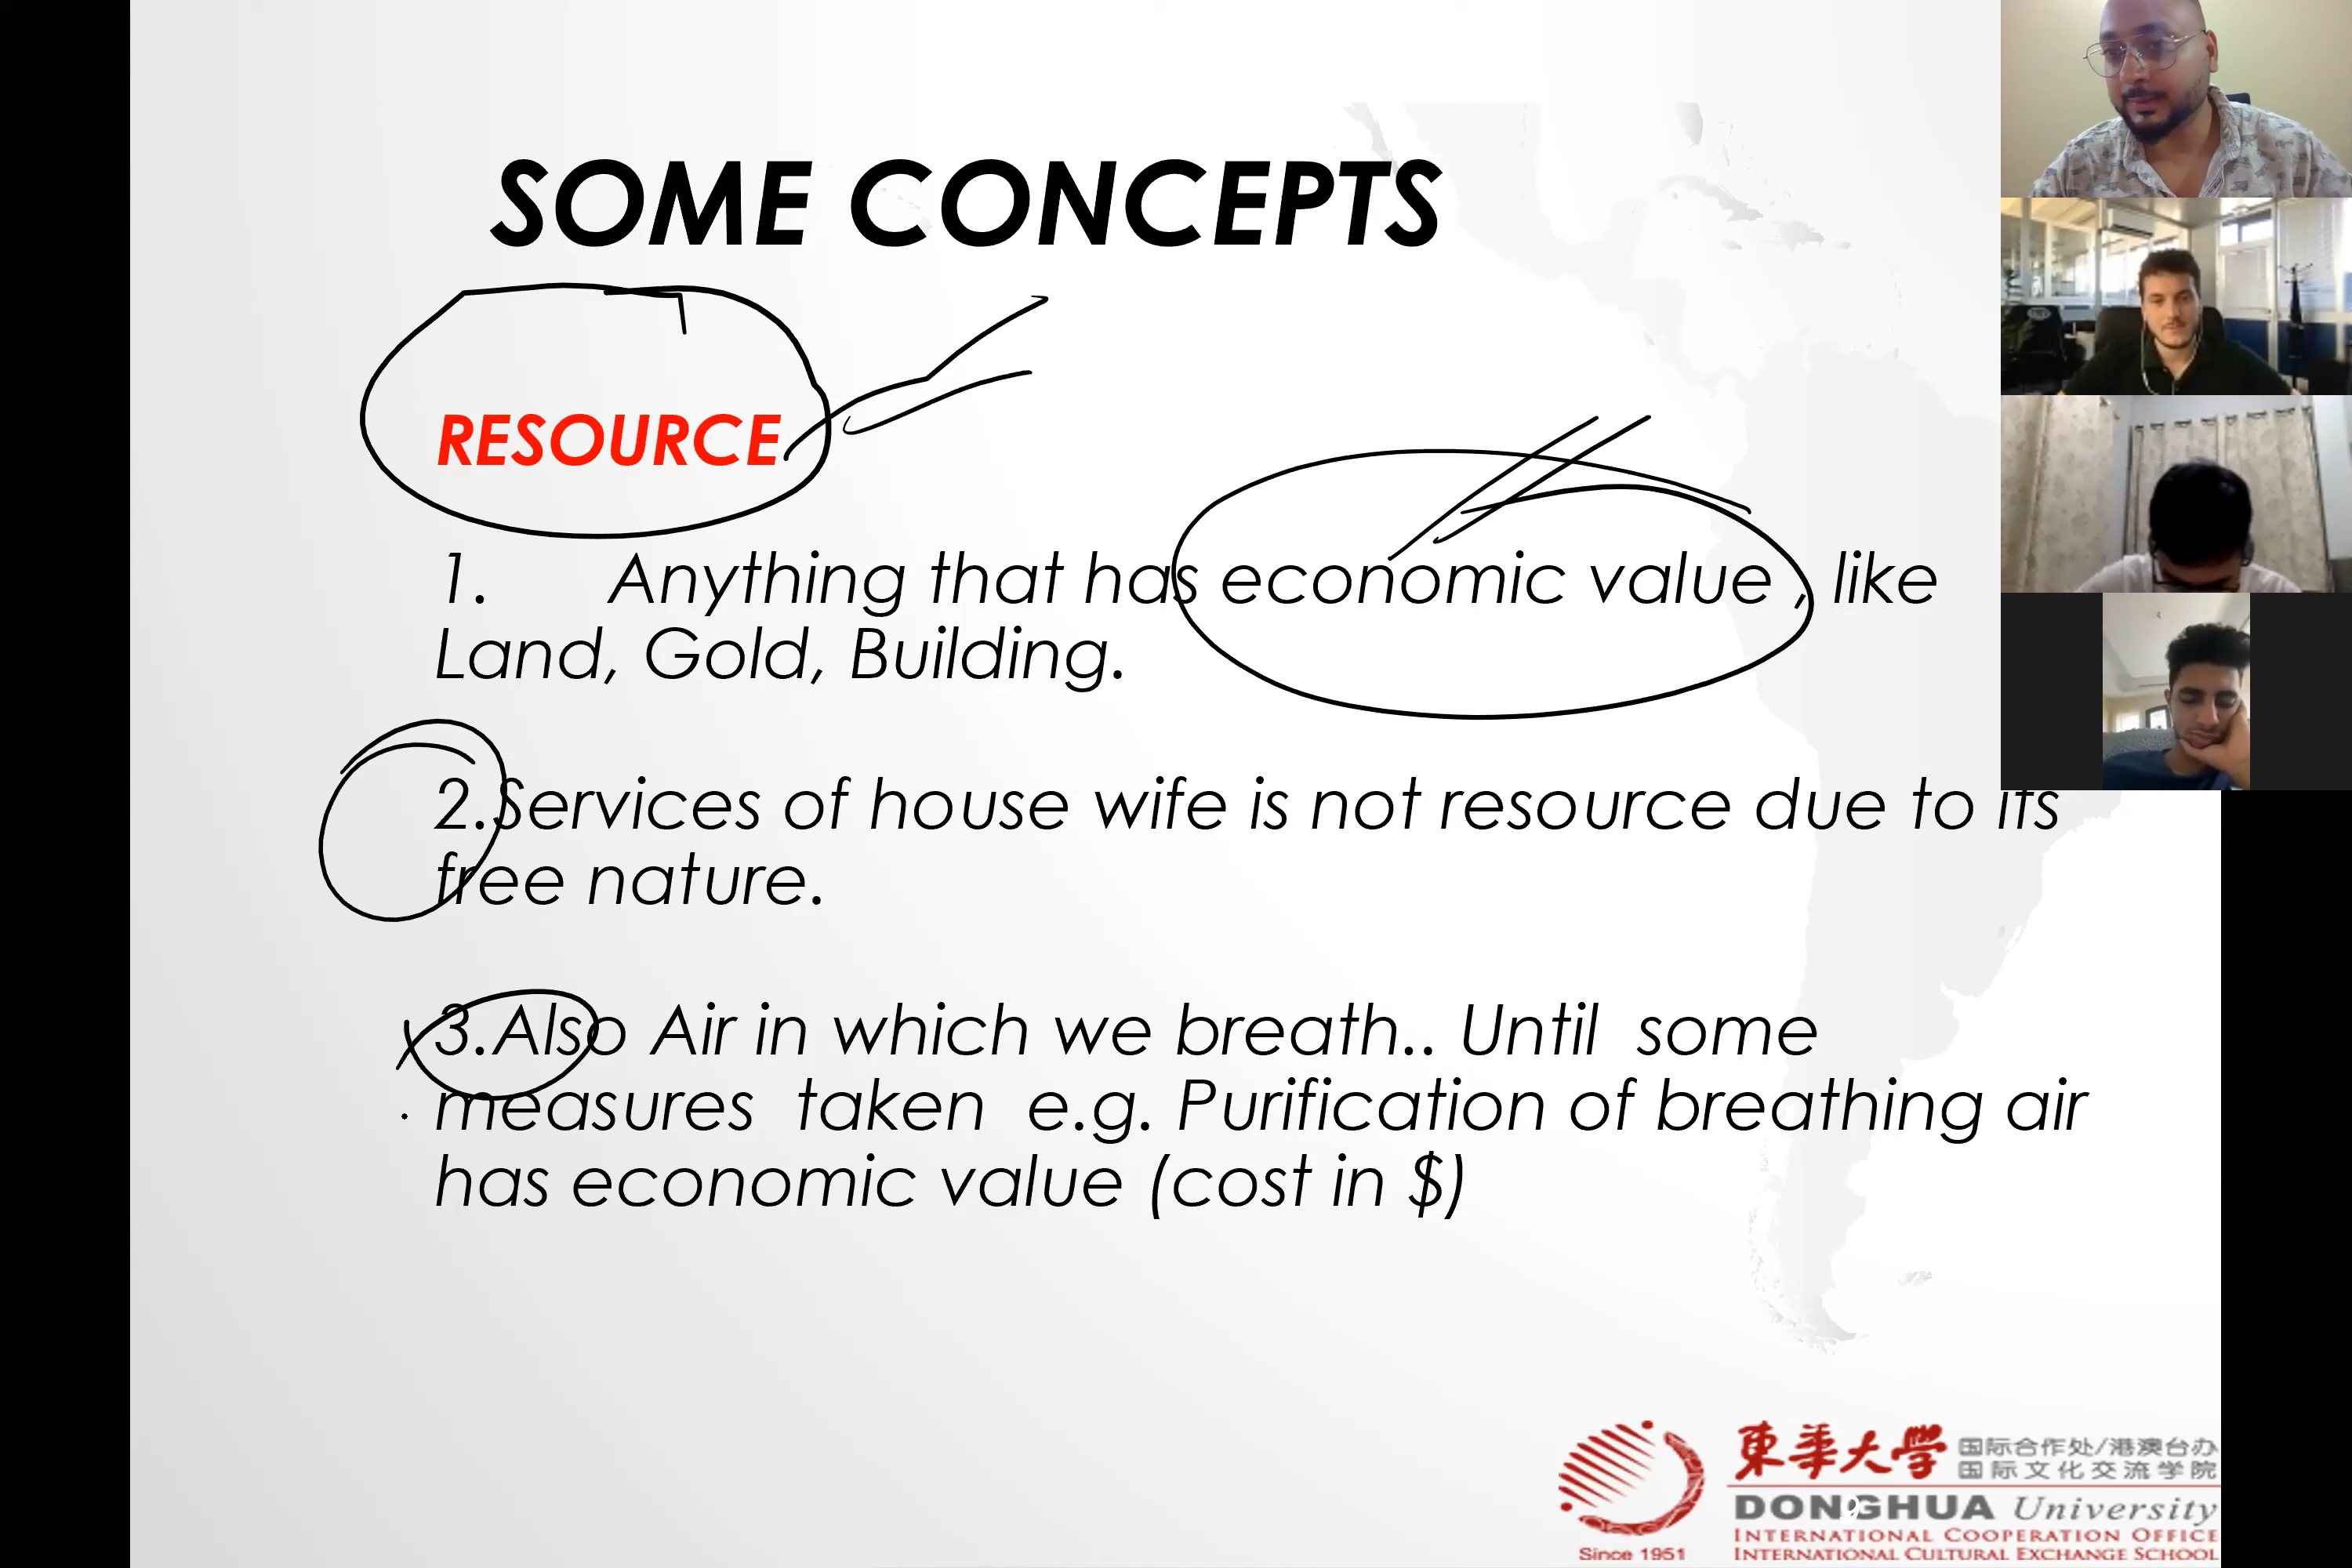 SOME CONCEPTS
RESOURCE
1. Anything that has economic value, like
Land, Gold, Building.
2.Services of house wife is not resource due to its
free nature.
3.Also Air in which we breath.. Until some
measures taken e.g. Purification of breathing air
has economic value (cost in $)
東華大學 国际合作处/港澳台办
国际文化交流学院
DONGHUA University
9
INTERNATIONAL COOPERATION OFFICE
Since 1951 INTERNATIONAL CULTURAL EXCHANGE SCHOOL